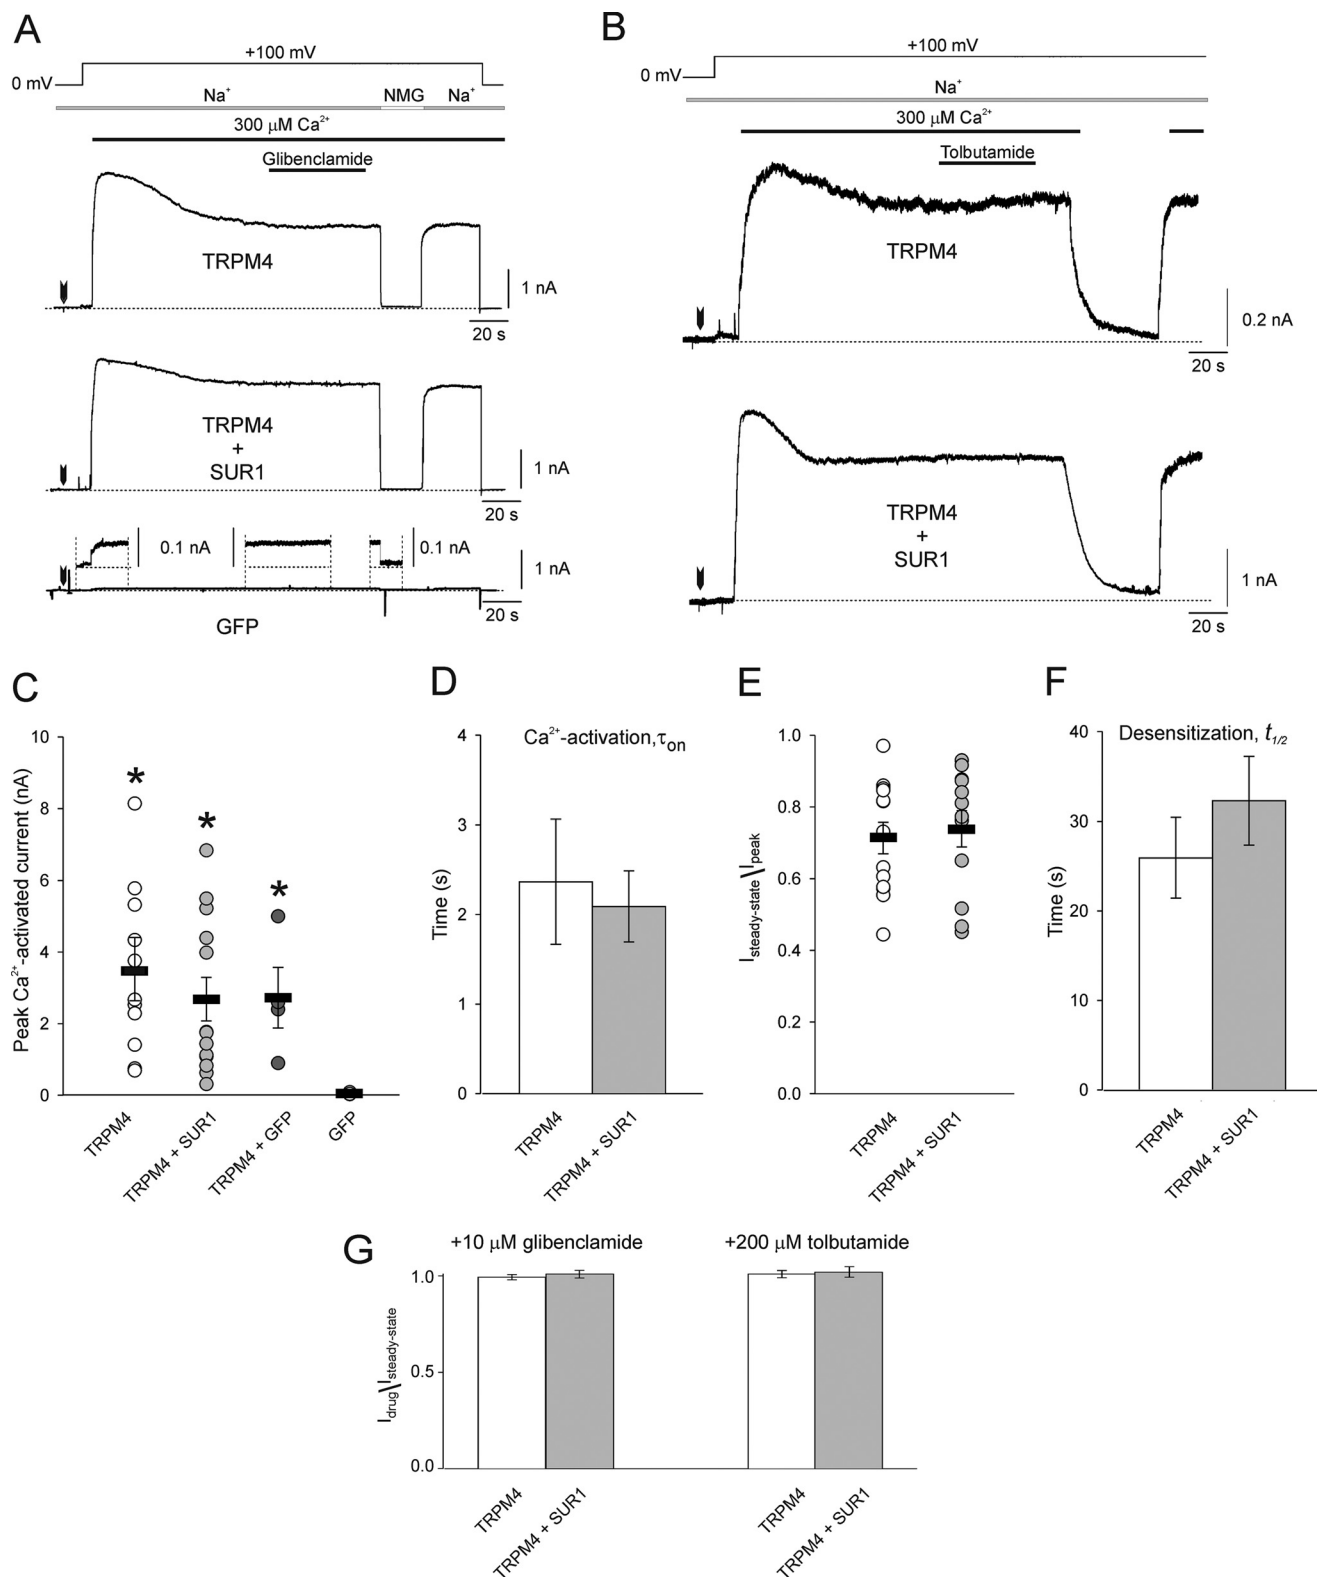 A
+100 mV
0 mV
Na+
NMG
Na+
300 μM Ca2+
Glibenclamide
TRPM4
1 nA
20 s
TRPM4
+
SUR1
1 nA
20 s
0.1 nA
0.1 nA
1 nA
20 s
GFP
B
+100 mV
0 mV
Na+
300 μM Ca2+
Tolbutamide
TRPM4
0.2 nA
20 s
TRPM4
+
SUR1
1 nA
20 s
C
Peak Ca2+-activated current (nA)
10
8
6
4
2
0
*
*
*
TRPM4
TRPM4 + SUR1
TRPM4 + GFP
GFP
D
Ca2+-activation,τon
Time (s)
4
3
2
1
0
TRPM4
TRPM4 + SUR1
E
Isteady-state\Ipeak
1.0
0.8
0.6
0.4
0.2
0.0
TRPM4
TRPM4 + SUR1
F
Desensitization, t1/2
Time (s)
40
30
20
10
0
TRPM4
TRPM4 + SUR1
G
+10 μM glibenclamide
+200 μM tolbutamide
Idrug\Isteady-state
1.0
0.5
0.0
TRPM4
TRPM4 + SUR1
TRPM4
TRPM4 + SUR1